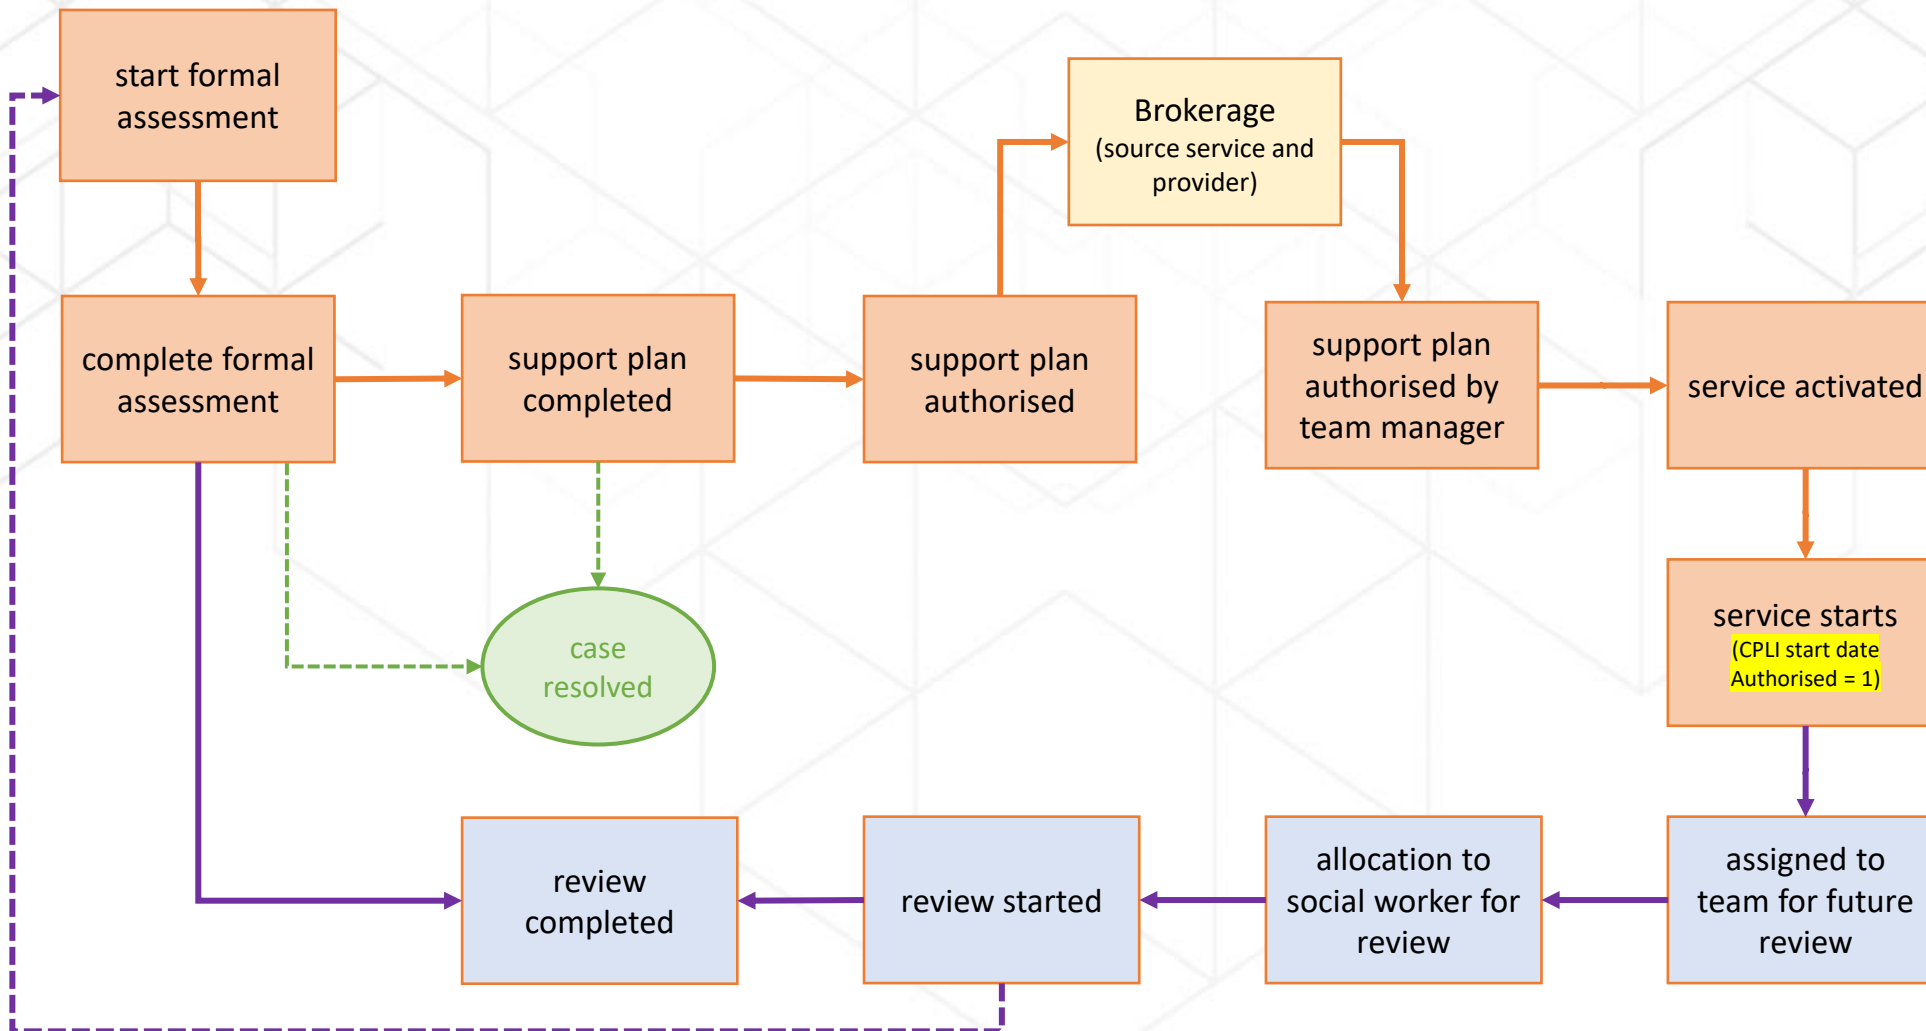 start formal
assessment
Brokerage
(source service and
provider)
complete formal
assessment
support plan
completed
support plan
authorised
support plan
authorised by
team manager
service activated
case
resolved
service starts
(CPLI start date
Authorised = 1)
review
completed
review started
allocation to
social worker for
review
assigned to
team for future
review